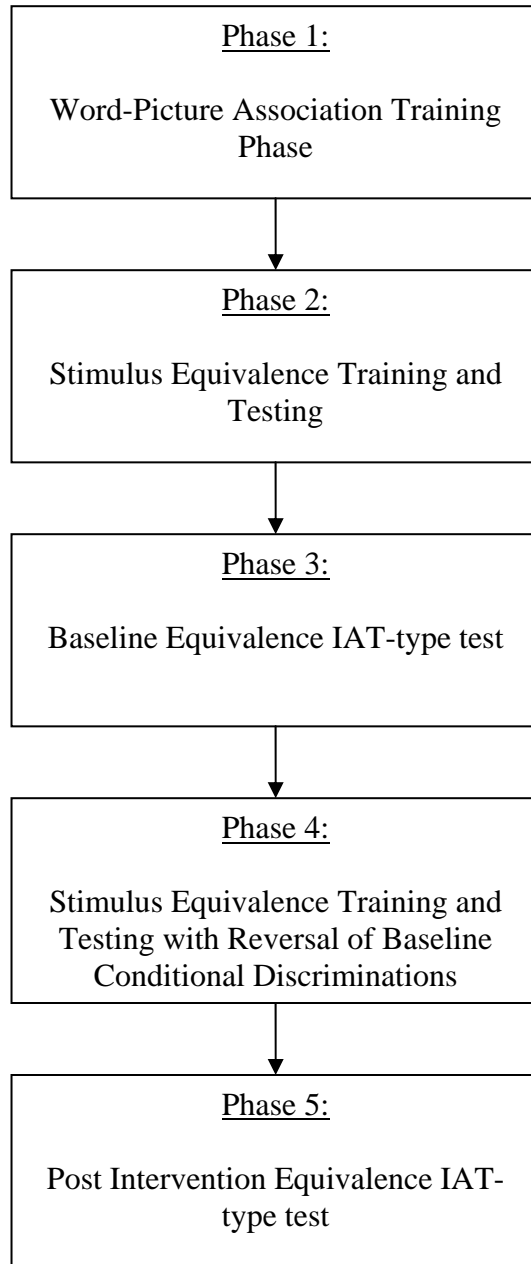 Phase 1:
Word-Picture Association Training
Phase
Phase 2:
Stimulus Equivalence Training and
Testing
Phase 3:
Baseline Equivalence IAT-type test
Phase 4:
Stimulus Equivalence Training and
Testing with Reversal of Baseline
Conditional Discriminations
Phase 5:
Post Intervention Equivalence IAT-
type test